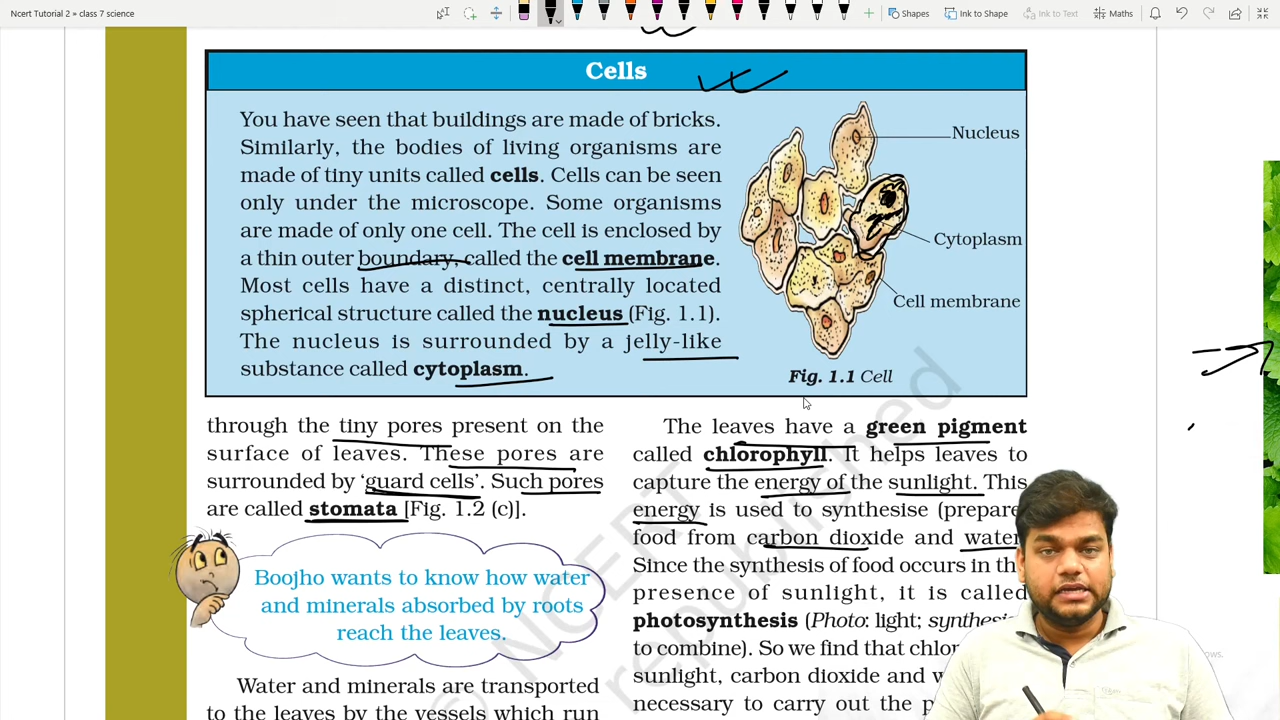 Ncert Tutorial 2 » class 7 science
Shapes
Ink to Shape
Ink to Text
Maths
Cells
You have seen that buildings are made of bricks.
Similarly, the bodies of living organisms are
made of tiny units called cells. Cells can be seen
only under the microscope. Some organisms
are made of only one cell. The cell is enclosed by
a thin outer boundary, called the cell membrane.
Most cells have a distinct, centrally located
spherical structure called the nucleus (Fig. 1.1).
The nucleus is surrounded by a jelly-like
substance called cytoplasm.
Nucleus
Cytoplasm
Cell membrane
Fig. 1.1 Cell
through the tiny pores present on the
surface of leaves. These pores are
surrounded by ‘guard cells’. Such pores
are called stomata [Fig. 1.2 (c)].
Boojho wants to know how water
and minerals absorbed by roots
reach the leaves.
Water and minerals are transported
to the leaves by the vessels which run
The leaves have a green pigment
called chlorophyll. It helps leaves to
capture the energy of the sunlight. This
energy is used to synthesise (prepare)
food from carbon dioxide and water.
Since the synthesis of food occurs in the
presence of sunlight, it is called
photosynthesis (Photo: light; synthesis
to combine). So we find that
sunlight, carbon dioxide and
necessary to carry out the
© NCERT
republished